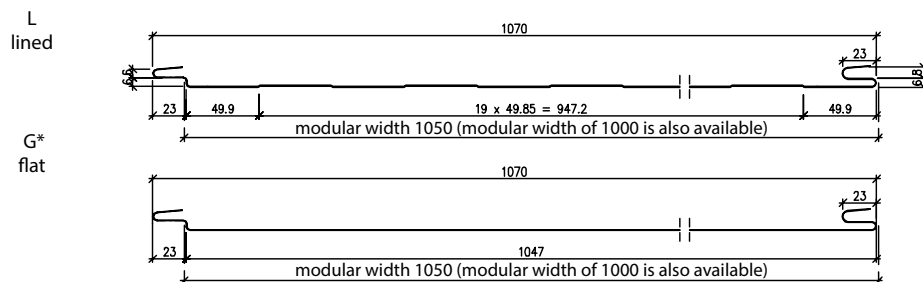 L
lined
1070
23
6.6
6.8
23
49.9
19 x 49.85 = 947.2
49.9
modular width 1050 (modular width of 1000 is also available)
G*
flat
1070
23
23
1047
modular width 1050 (modular width of 1000 is also available)